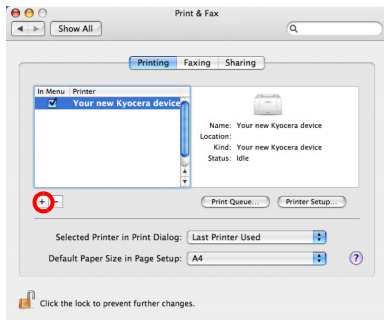 Print & Fax
Show All
Printing Faxing Sharing
In Menu Printer
Your new Kyocera device
Name: Your new Kyocera device
Location:
Kind: Your new Kyocera device
Status: Idle
+ −
Print Queue... Printer Setup...
Selected Printer in Print Dialog: Last Printer Used
Default Paper Size in Page Setup: A4 ?
Click the lock to prevent further changes.